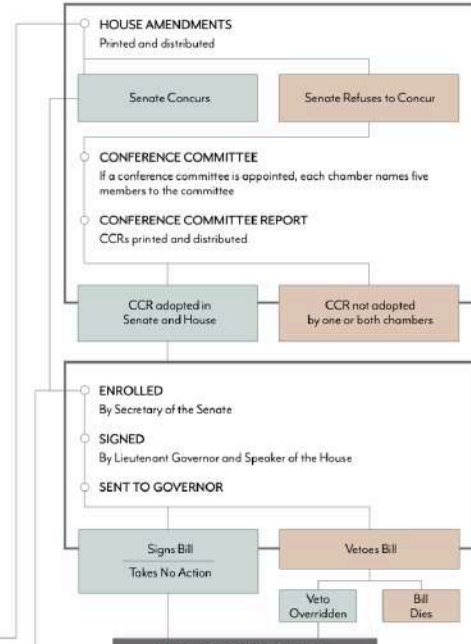 HOUSE AMENDMENTS
Printed and distributed
Senate Concurs
Senate Refuses to Concur
CONFERENCE COMMITTEE
If a conference committee is appointed, each chamber names five
members to the committee
CONFERENCE COMMITTEE REPORT
CCRs printed and distributed
CCR adopted in
Senate and House
CCR not adopted
by one or both chambers
ENROLLED
By Secretary of the Senate
SIGNED
By Lieutenant Governor and Speaker of the House
SENT TO GOVERNOR
Signs Bill
Takes No Action
Vetoes Bill
Veto
Overridden
Bill
Dies